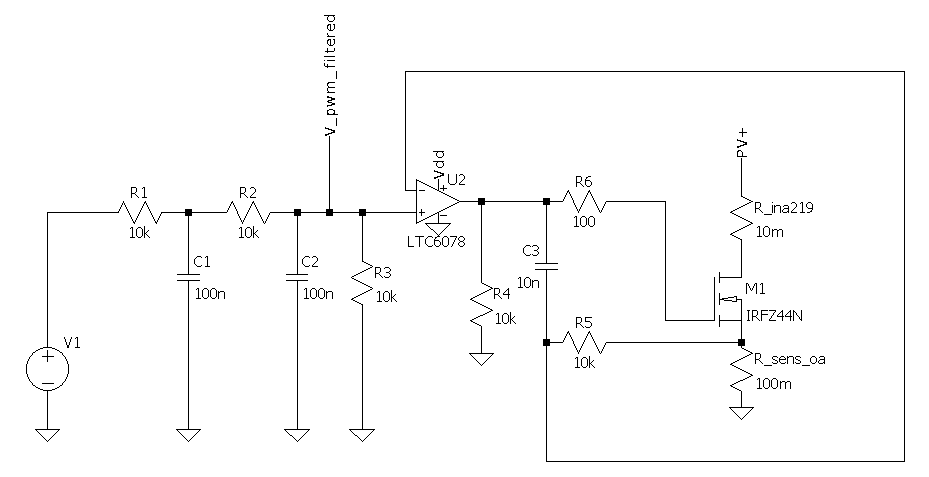 V_pwm_filtered
Vdd
U2
LTC6078
PV+
R1
10k
R2
10k
C1
100n
C2
100n
R3
10k
V1
R4
10k
C3
10n
R6
100
R5
10k
R_ina219
10m
M1
IRFZ44N
R_sens_oa
100m